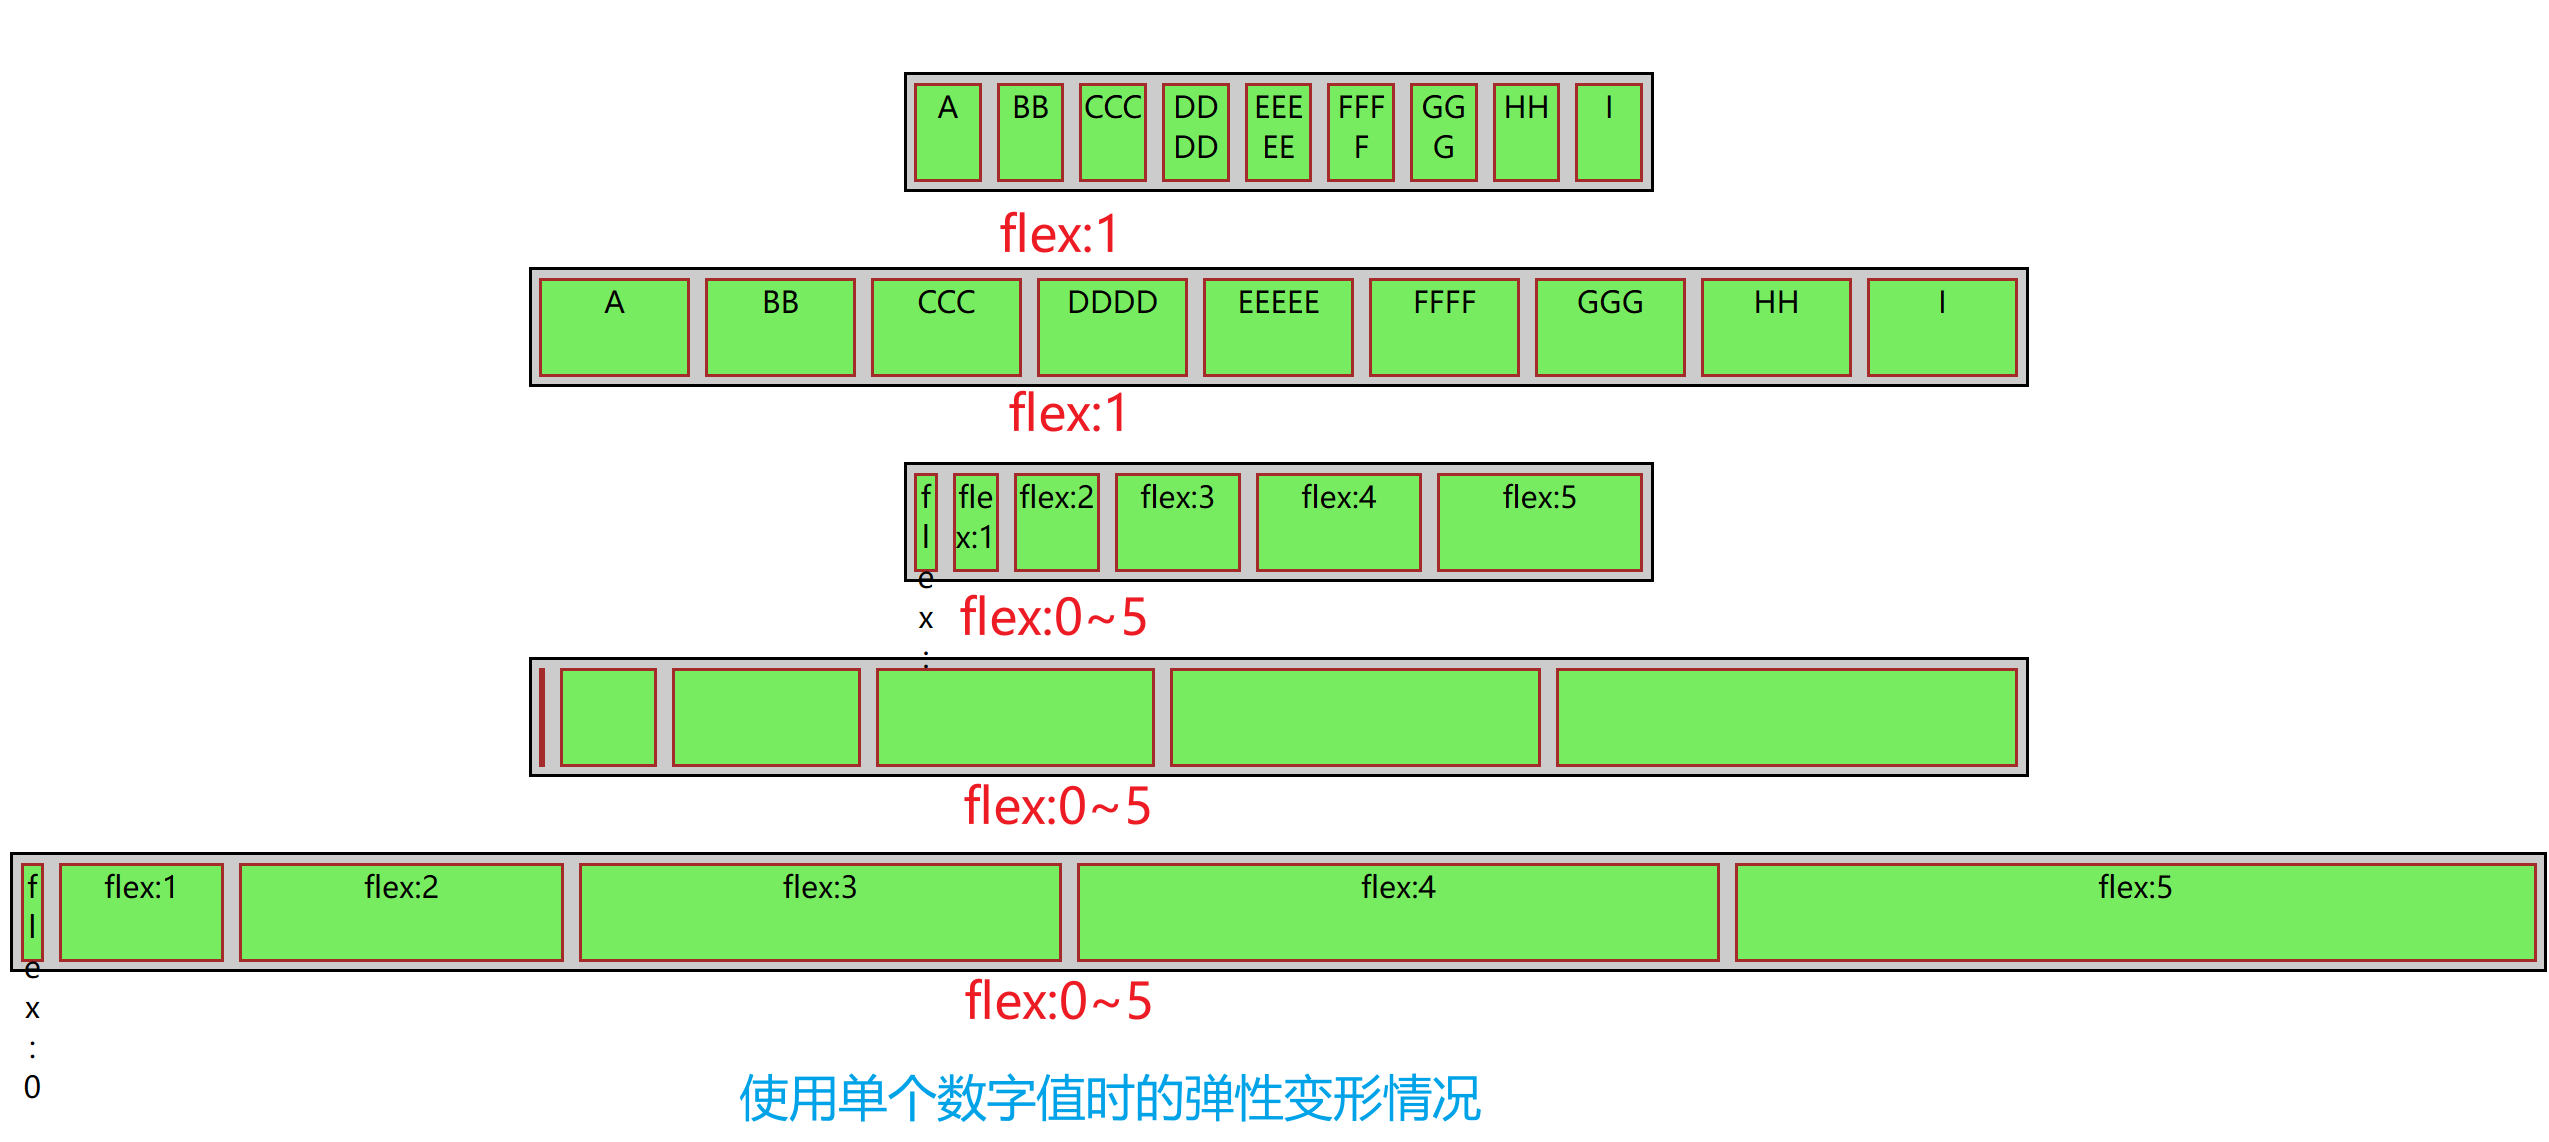 A BB CCC DD EEE FFF GG HH I
DD EE F G
flex:1
A BB CCC DDDD EEEEE FFFF GGG HH I
flex:1
f fle flex:2 flex:3 flex:4 flex:5
l x:1
e
x flex:0~5
:
flex:0~5
f flex:1 flex:2 flex:3 flex:4 flex:5
l
e
x flex:0~5
:
0
使用单个数字值时的弹性变形情况